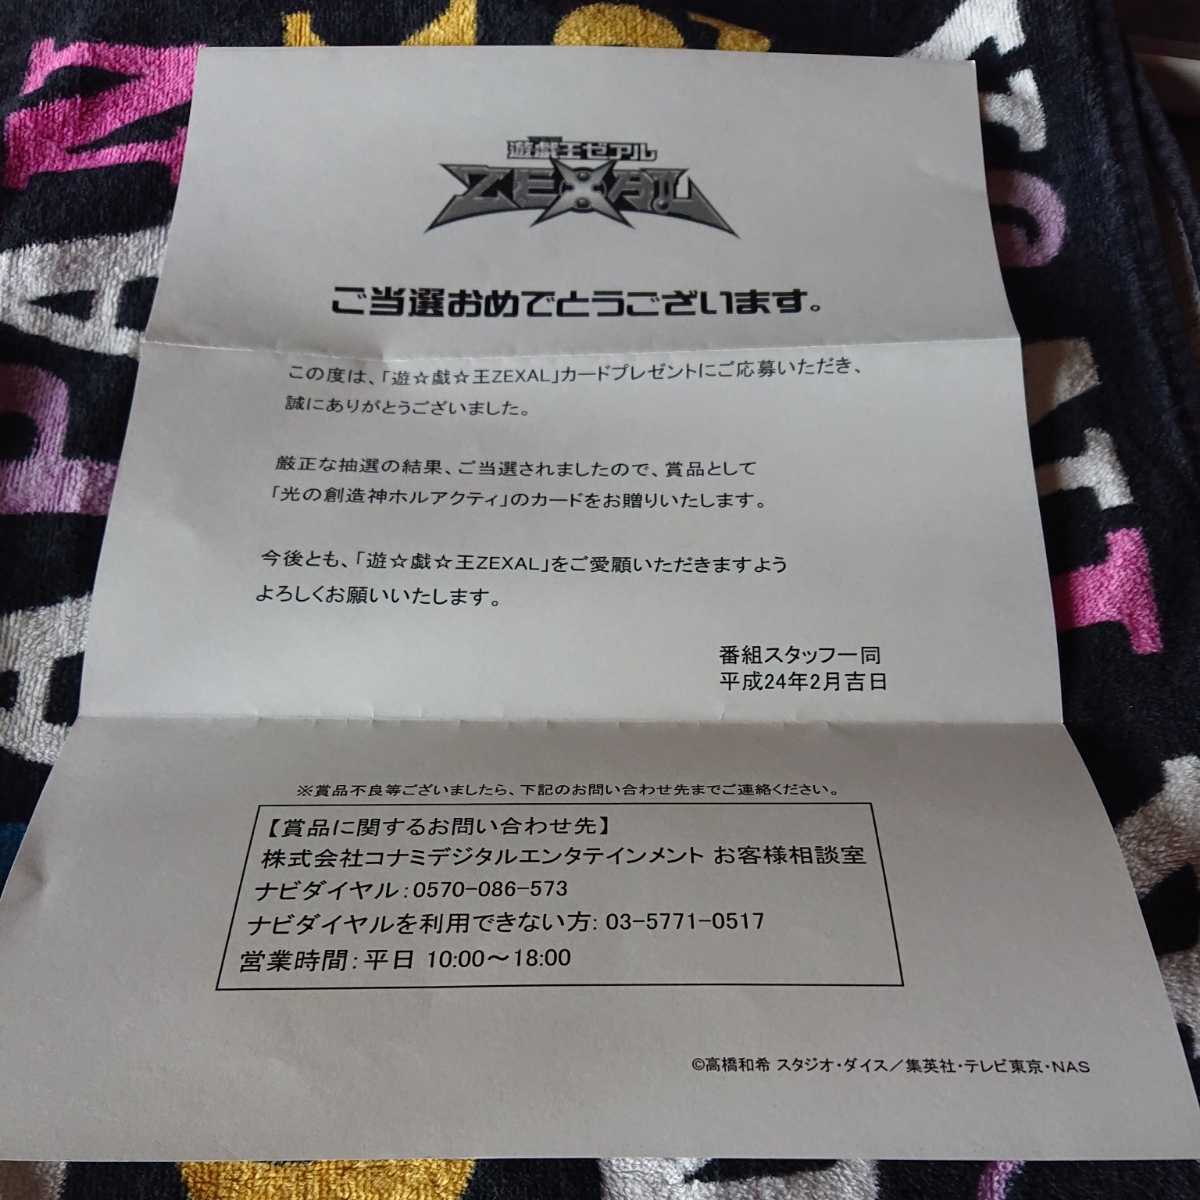 遊戯王ゼアル
ZEXAL
ご当選おめでとうございます。
この度は、「遊☆戯☆王ZEXAL」カードプレゼントにご応募いただき、
誠にありがとうございました。
厳正な抽選の結果、ご当選されましたので、賞品として
「光の創造神ホルアクティ」のカードをお贈りいたします。
今後とも、「遊☆戯☆王ZEXAL」をご愛顧いただきますよう
よろしくお願いいたします。
番組スタッフ一同
平成24年2月吉日
※賞品不良等ございましたら、下記のお問い合わせ先までご連絡ください。
【賞品に関するお問い合わせ先】
株式会社コナミデジタルエンタテインメント お客様相談室
ナビダイヤル：0570-086-573
ナビダイヤルを利用できない方：03-5771-0517
営業時間：平日 10:00～18:00
©高橋和希 スタジオ・ダイス／集英社・テレビ東京・NAS